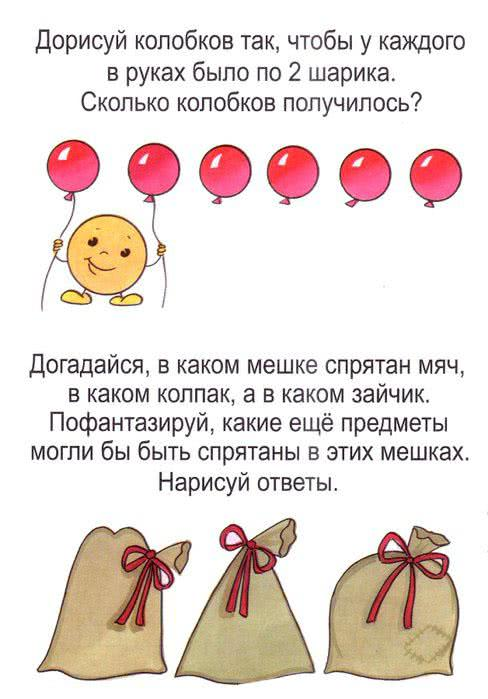 Дорисуй колобков так, чтобы у каждого
в руках было по 2 шарика.
Сколько колобков получилось?
Догадайся, в каком мешке спрятан мяч,
в каком колпак, а в каком зайчик.
Пофантазируй, какие ещё предметы
могли бы быть спрятаны в этих мешках.
Нарисуй ответы.